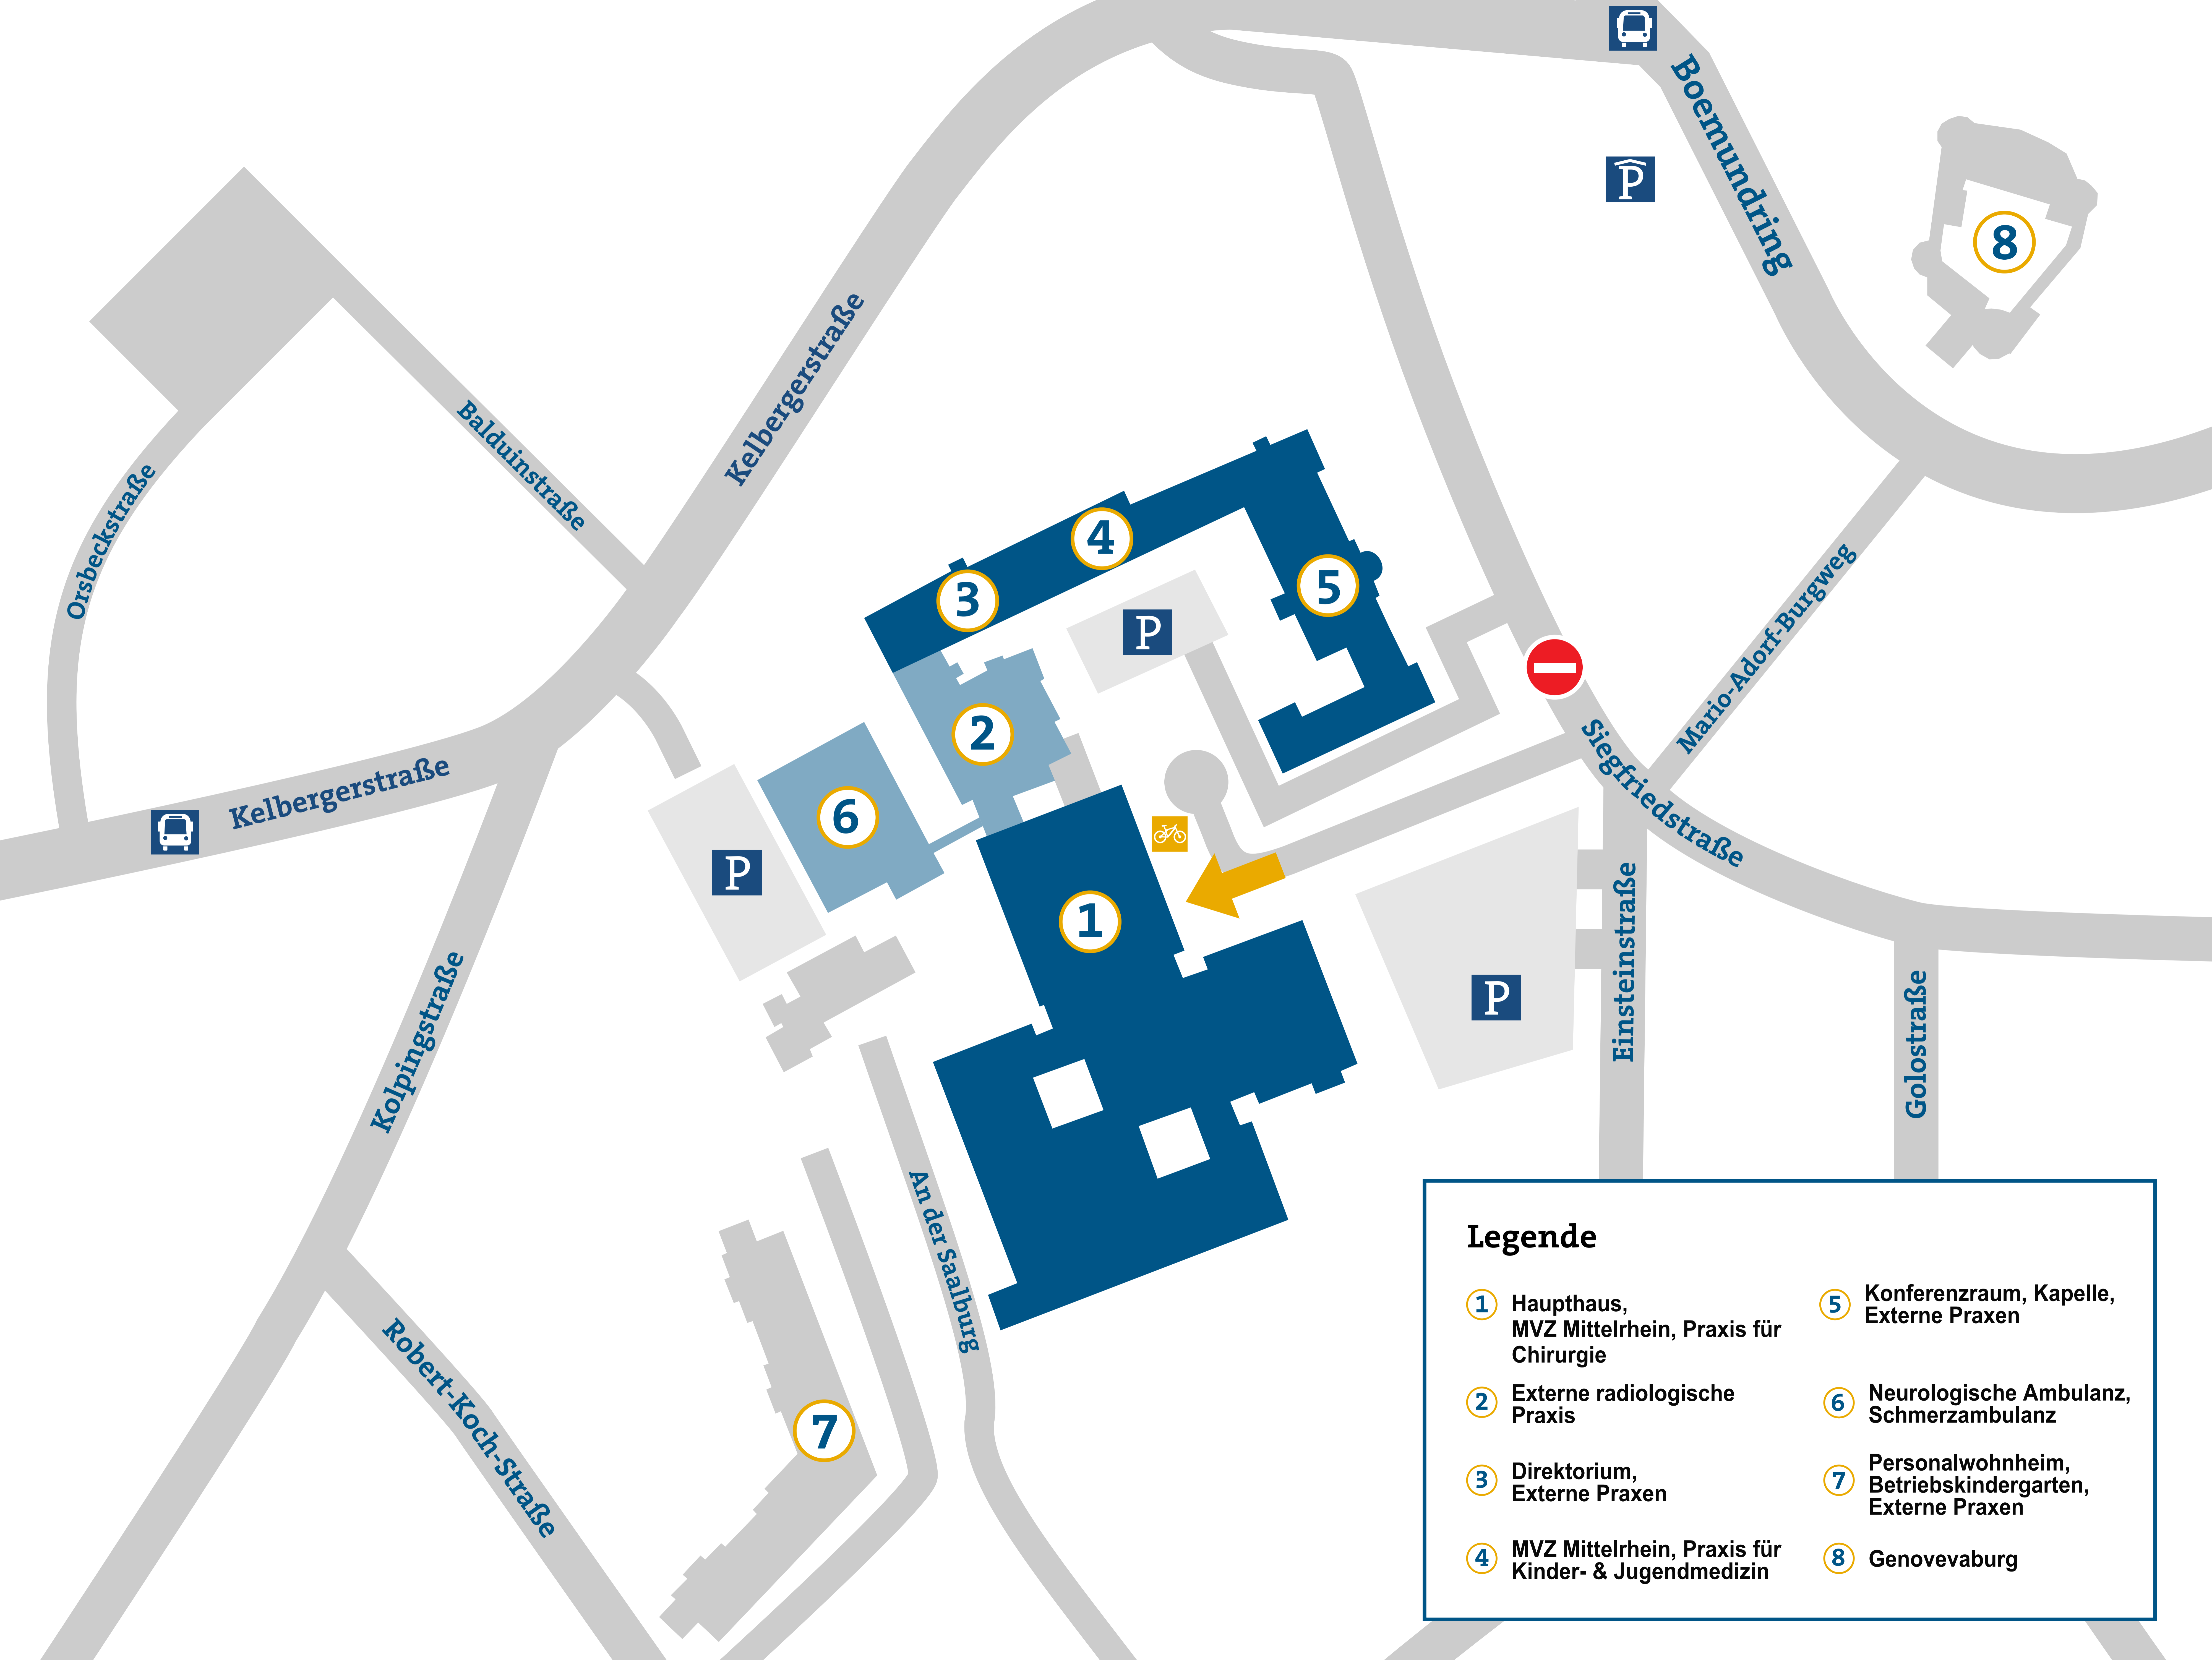 Boemundring
P
8
Kelbergerstraße
Balduinstraße
Orsbeckstraße
4
3
5
P
2
Mario-Adorf-Burgweg
Siegfriedstraße
Kelbergerstraße
6
P
1
P
Einsteinstraße
Golostraße
Kolpingstraße
An der Saalburg
Robert-Koch-Straße
7
Legende
1 Haupthaus,
MVZ Mittelrhein, Praxis für
Chirurgie
2 Externe radiologische
Praxis
3 Direktorium,
Externe Praxen
4 MVZ Mittelrhein, Praxis für
Kinder- & Jugendmedizin
5 Konferenzraum, Kapelle,
Externe Praxen
6 Neurologische Ambulanz,
Schmerzambulanz
7 Personalwohnheim,
Betriebskindergarten,
Externe Praxen
8 Genovevaburg